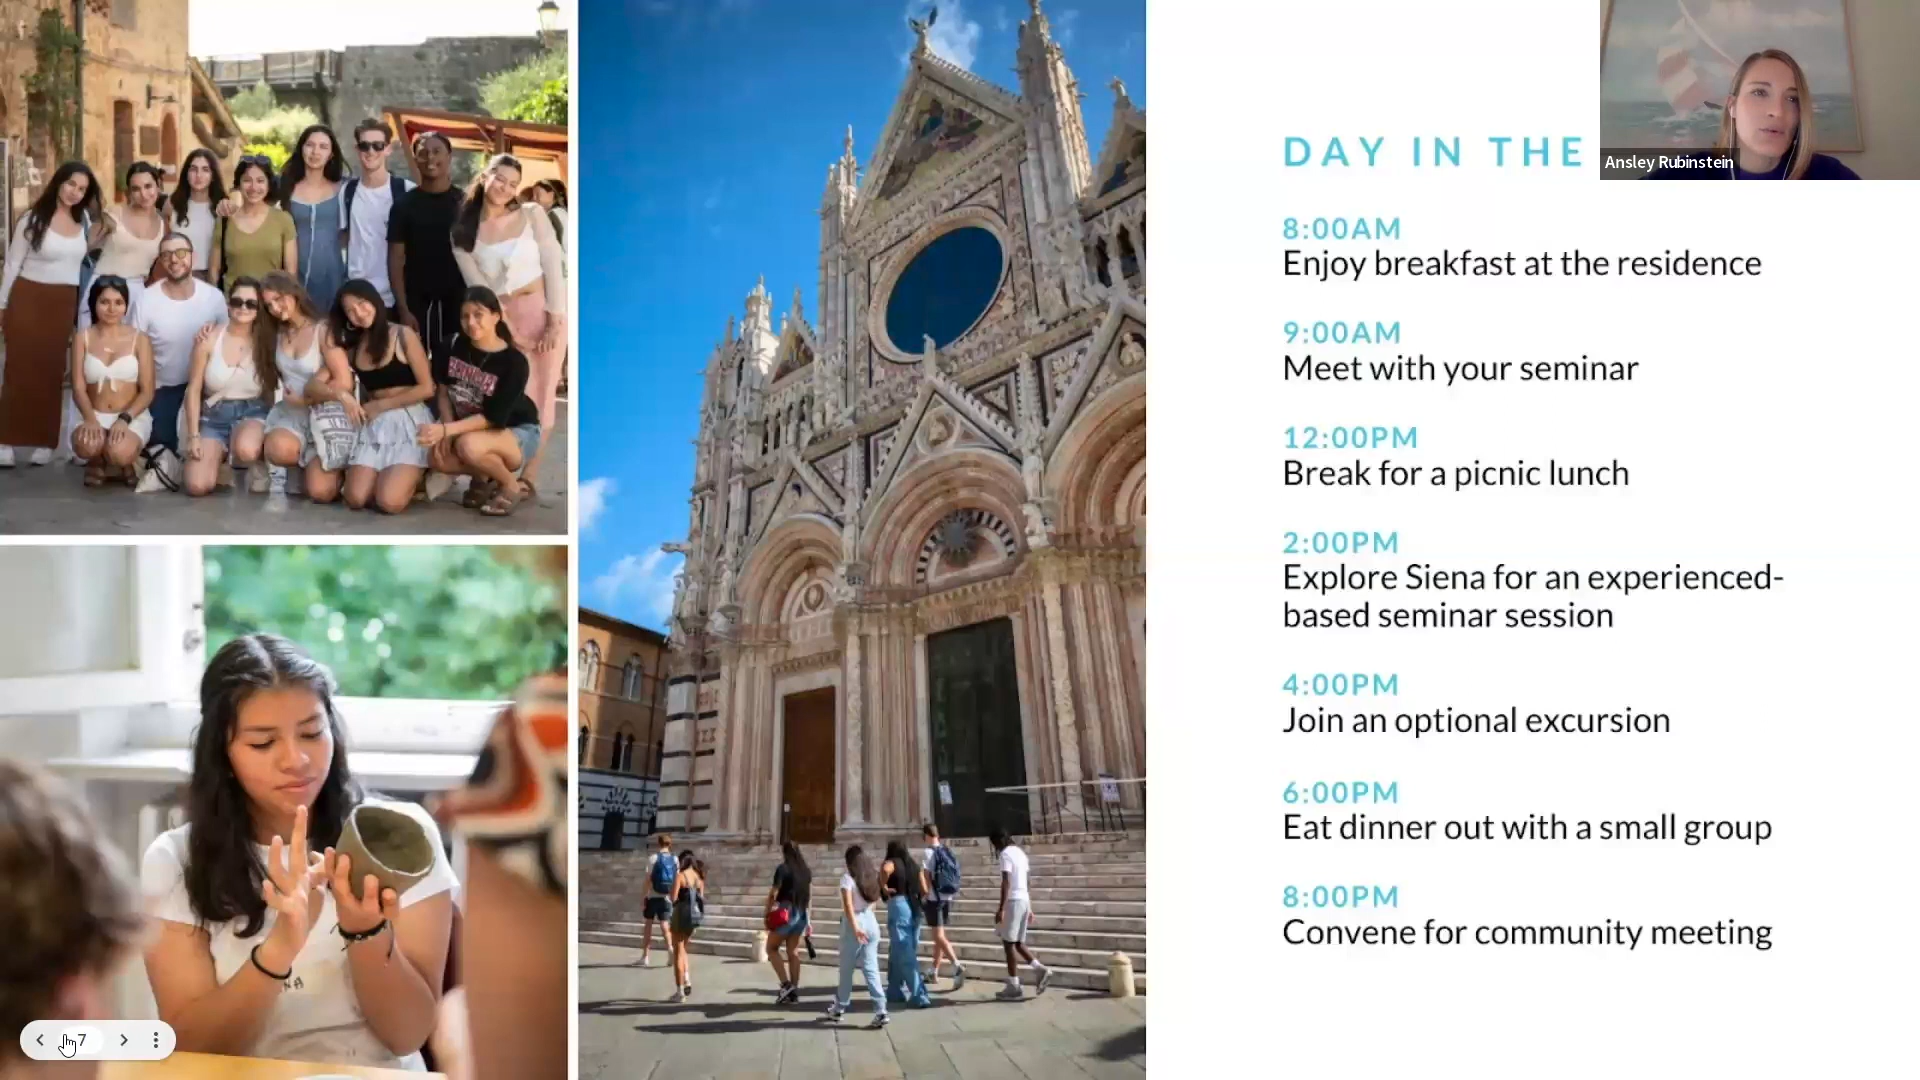 DAY IN THE
Ansley Rubinstein
8:00AM
Enjoy breakfast at the residence
9:00AM
Meet with your seminar
12:00PM
Break for a picnic lunch
2:00PM
Explore Siena for an experienced-
based seminar session
4:00PM
Join an optional excursion
6:00PM
Eat dinner out with a small group
8:00PM
Convene for community meeting
7